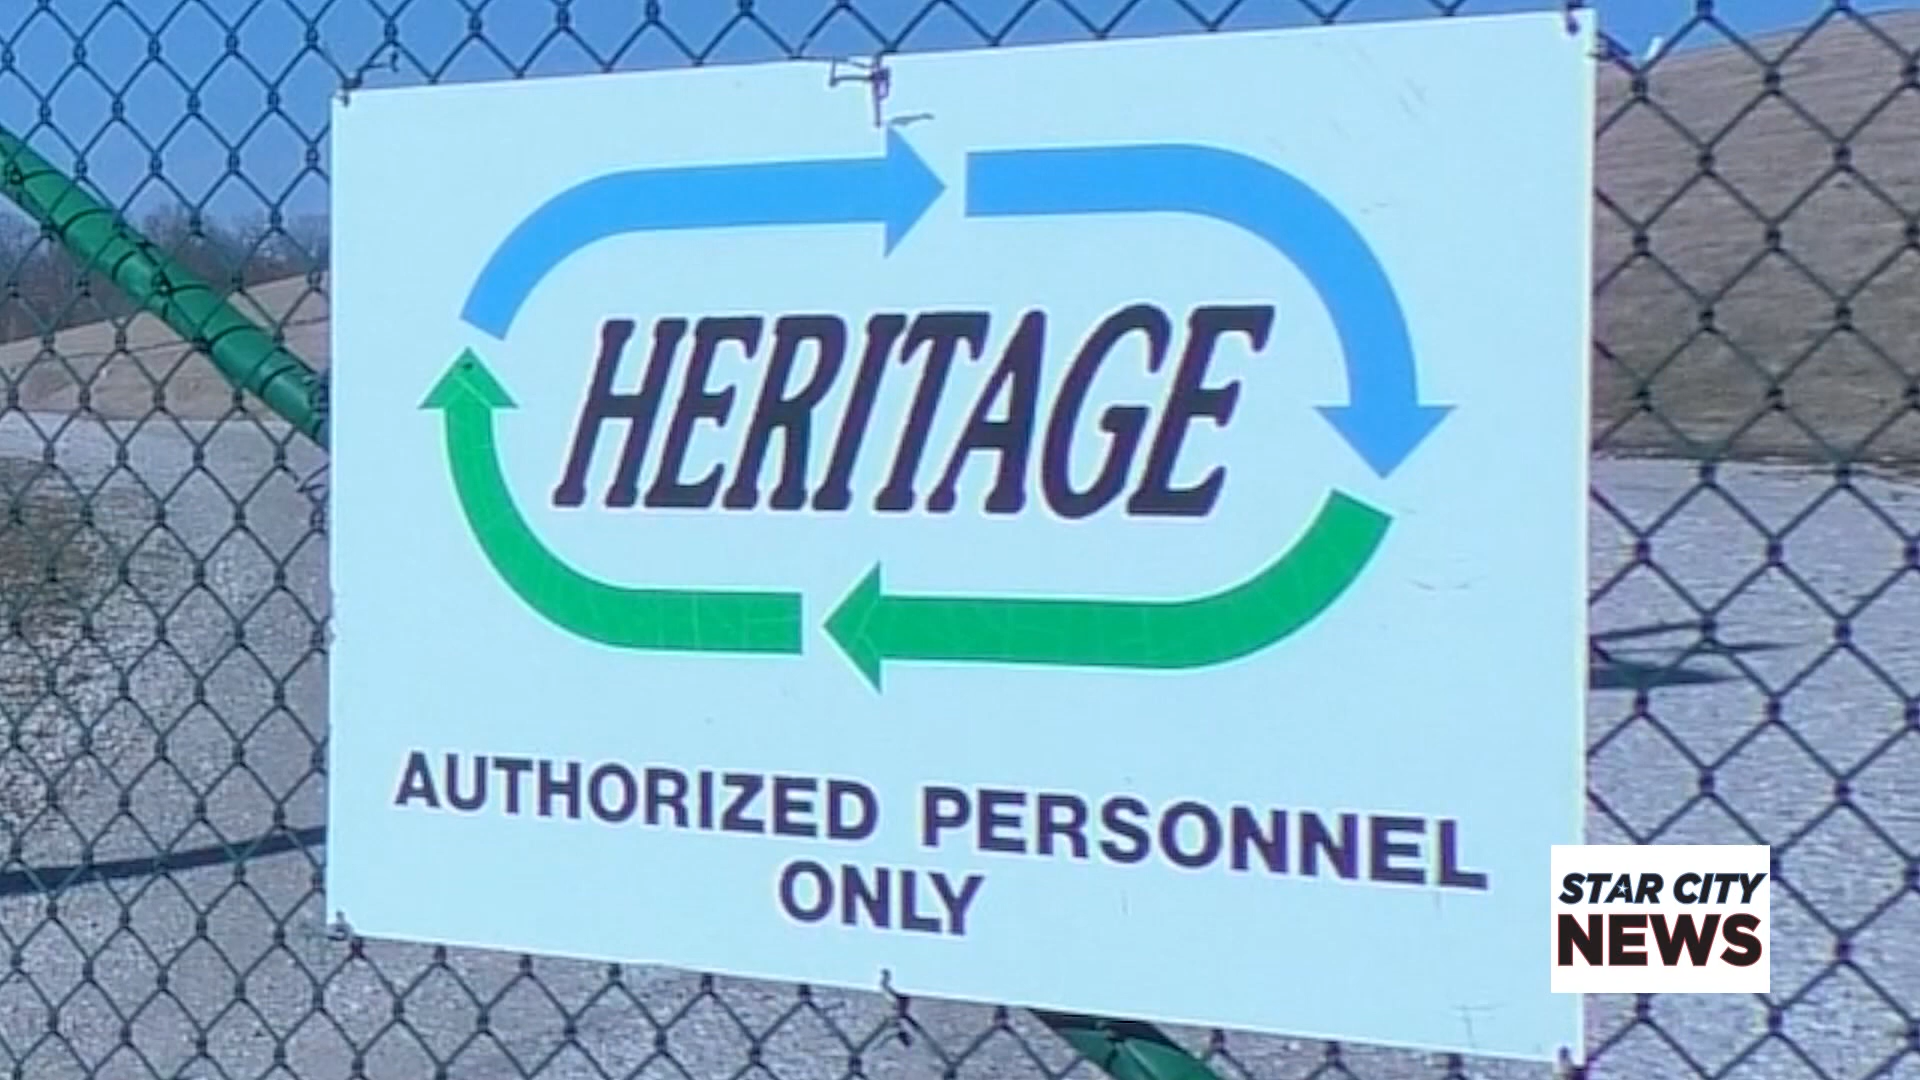 HERITAGE
AUTHORIZED PERSONNEL
ONLY
STAR CITY
NEWS